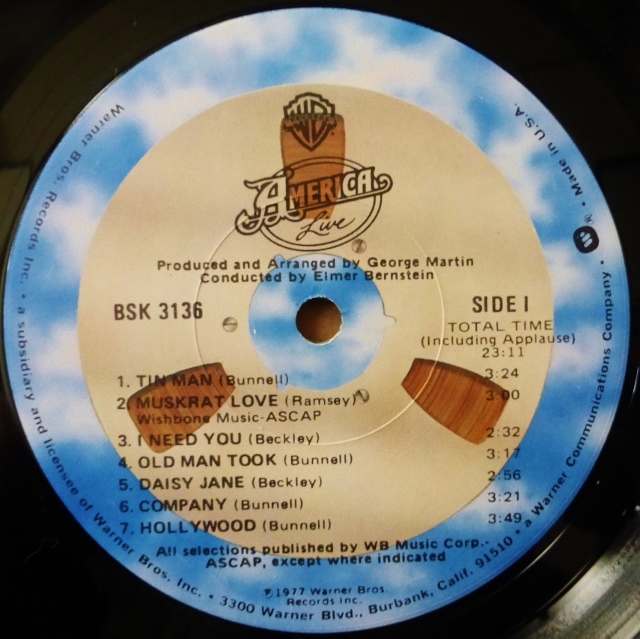 WB
AMERICA
Live
Produced and Arranged by George Martin
Conducted by Elmer Bernstein
BSK 3136
SIDE I
TOTAL TIME
(Including Applause)
23:11
1. TIN MAN (Bunnell) 3:24
2. MUSKRAT LOVE (Ramsey) 3:00
Wishbone Music-ASCAP
3. I NEED YOU (Beckley) 2:32
4. OLD MAN TOOK (Bunnell) 3:17
5. DAISY JANE (Beckley) 2:56
6. COMPANY (Bunnell) 3:21
7. HOLLYWOOD (Bunnell) 3:49
All selections published by WB Music Corp.-
ASCAP, except where indicated
℗1977 Warner Bros.
Records Inc.
Warner Bros. Records Inc. • a subsidiary and licensee of Warner Bros. Inc. • 3300 Warner Blvd., Burbank, Calif. 91510 • a Warner Communications Company • ® • Made in U.S.A.